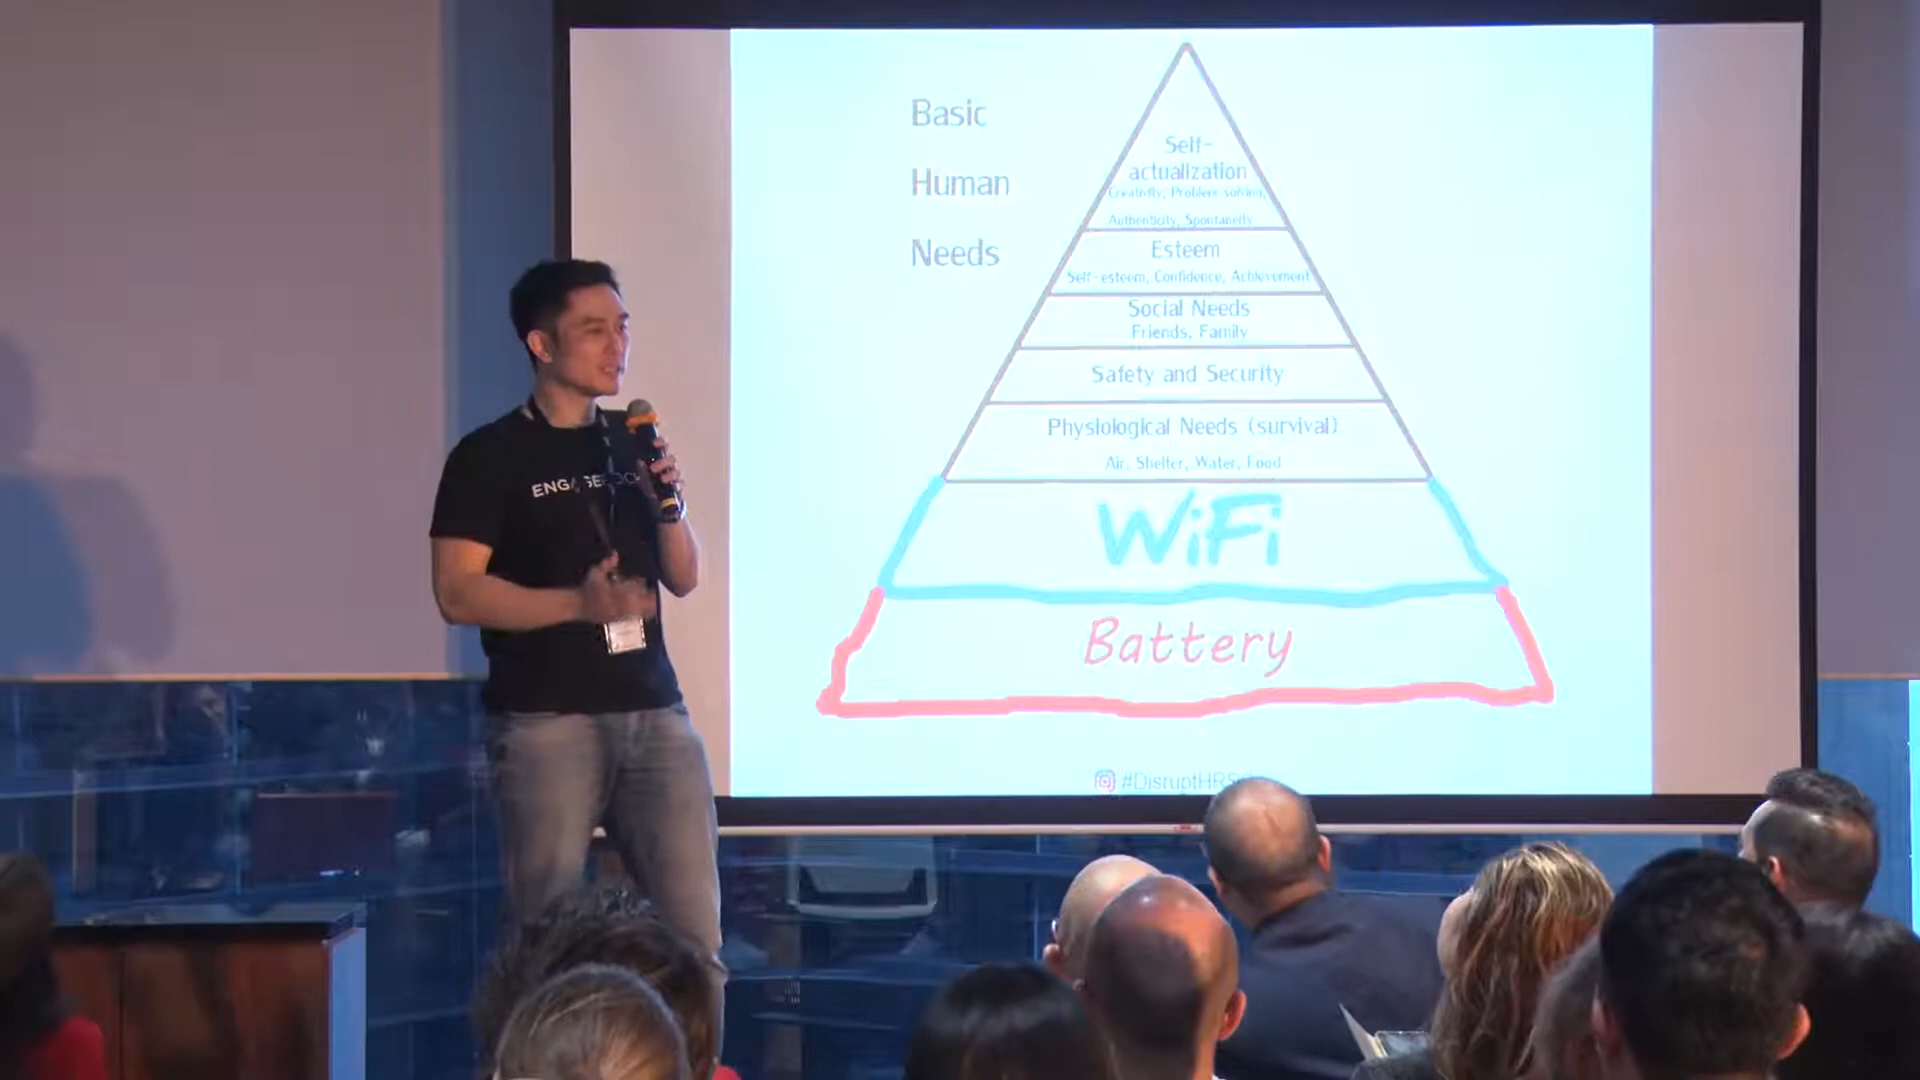 Basic
Human
Needs
Self-
actualization
Creativity, Problem solving,
Authenticity, Spontaneity
Esteem
Self-esteem, Confidence, Achievement
Social Needs
Friends, Family
Safety and Security
Physiological Needs (survival)
Air, Shelter, Water, Food
WiFi
Battery